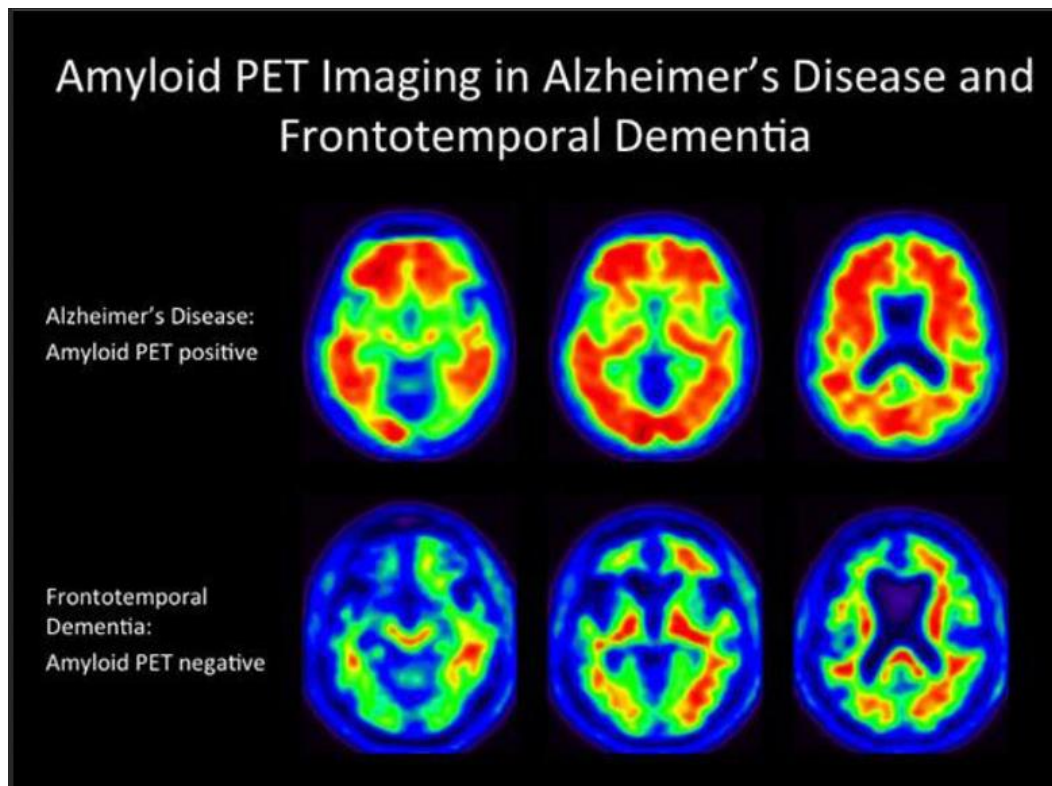 Amyloid PET Imaging in Alzheimer’s Disease and
Frontotemporal Dementia
Alzheimer’s Disease:
Amyloid PET positive
Frontotemporal
Dementia:
Amyloid PET negative